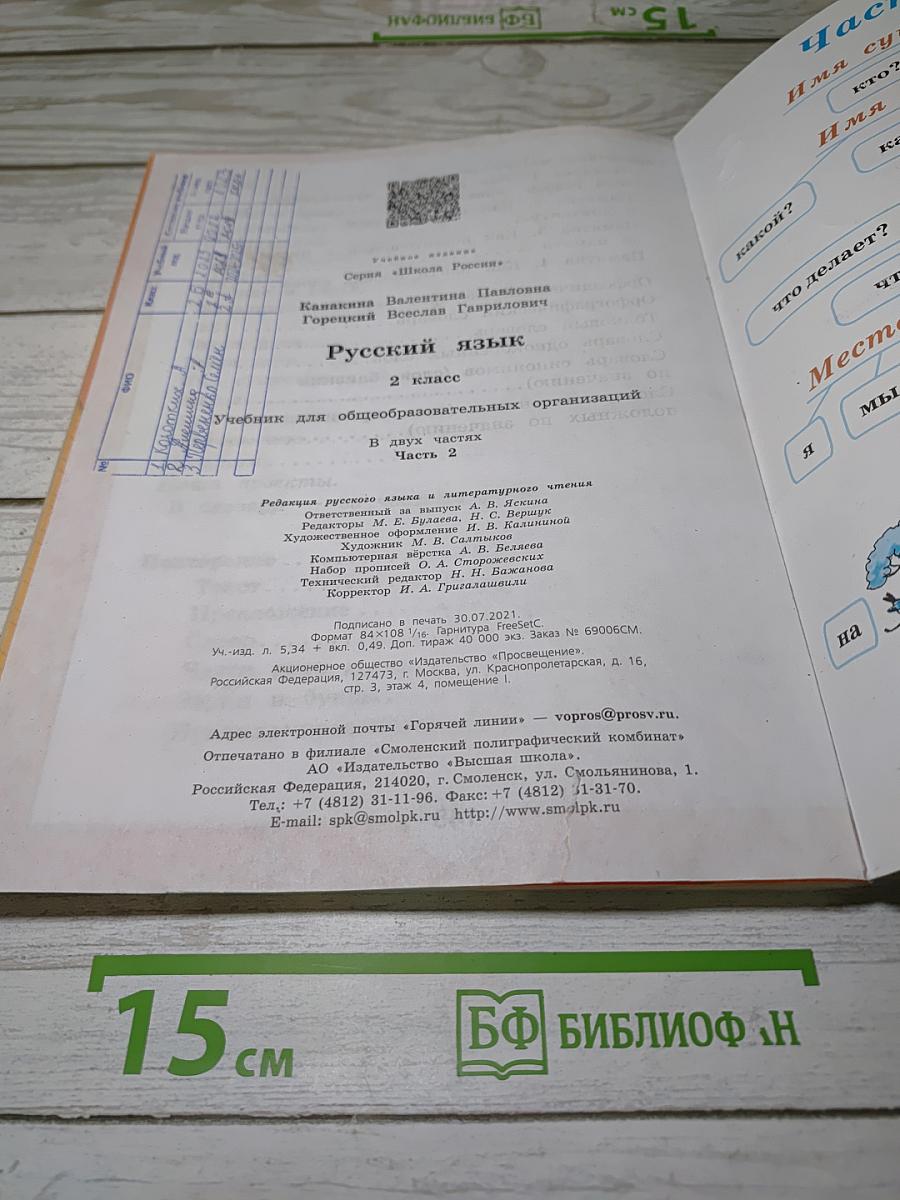 15 см
БФ БИБЛИОФАН
Учебное издание
Серия «Школа России»
Канакина Валентина Павловна
Горецкий Всеслав Гаврилович
Русский язык
2 класс
Учебник для общеобразовательных организаций
В двух частях
Часть 2
Редакция русского языка и литературного чтения
Ответственный за выпуск А. В. Яскина
Редакторы М. Е. Булаева, Н. С. Вершук
Художественное оформление И. В. Калининой
Художник М. В. Салтыков
Компьютерная вёрстка А. В. Беляева
Набор прописей О. А. Сторожевских
Технический редактор Н. Н. Бажанова
Корректор И. А. Григалашвили
Подписано в печать 30.07.2021.
Формат 84×108 1/16. Гарнитура FreeSetC.
Уч.-изд. л. 5,34 + вкл. 0,49. Доп. тираж 40 000 экз. Заказ № 69006СМ.
Акционерное общество «Издательство «Просвещение».
Российская Федерация, 127473, г. Москва, ул. Краснопролетарская, д. 16,
стр. 3, этаж 4, помещение I.
Адрес электронной почты «Горячей линии» — vopros@prosv.ru.
Отпечатано в филиале «Смоленский полиграфический комбинат»
АО «Издательство «Высшая школа».
Российская Федерация, 214020, г. Смоленск, ул. Смольянинова, 1.
Тел.: +7 (4812) 31-11-96. Факс: +7 (4812) 31-31-70.
E-mail: spk@smolpk.ru http://www.smolpk.ru
№
ФИО
Класс
Учебный
год
Част
Имя су
кто?
Имя
ка
какой?
что делает?
чт
Место
я
мы
на
15 см
БФ БИБЛИОФ АН